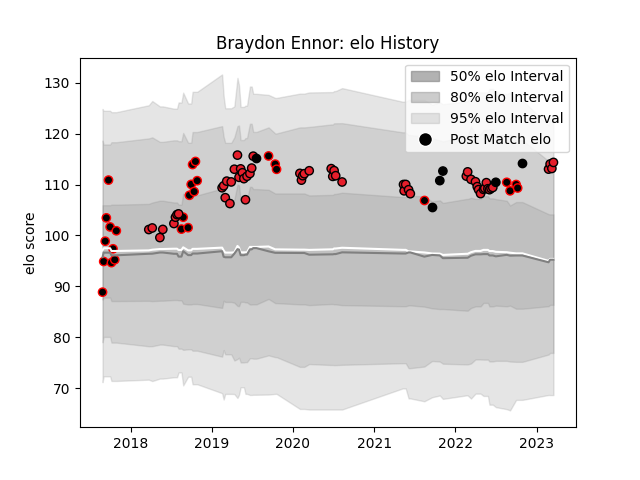 Braydon Ennor: elo History
50% elo Interval
80% elo Interval
95% elo Interval
Post Match elo
elo score
130
120
110
100
90
80
70
2018
2019
2020
2021
2022
2023